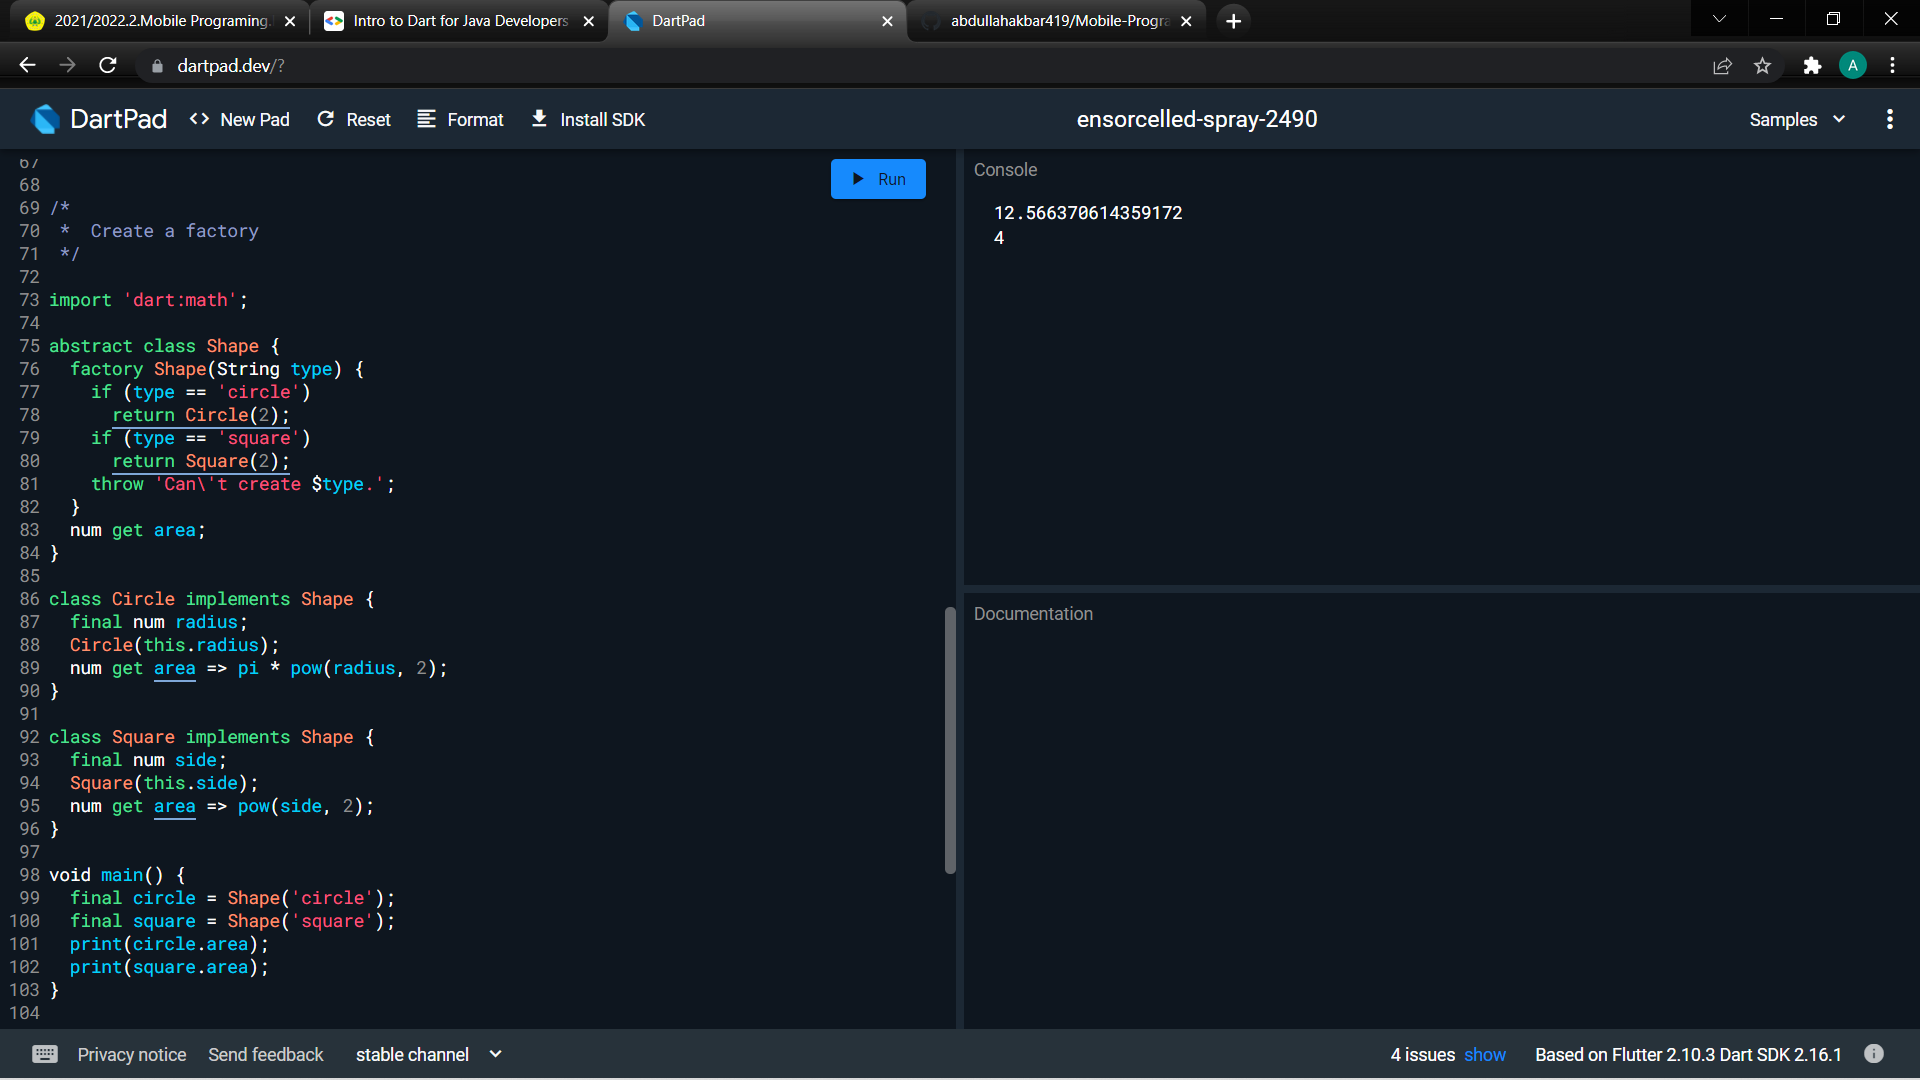 2021/2022.2.Mobile Programing.
Intro to Dart for Java Developers
DartPad
abdullahakbar419/Mobile-Progra
dartpad.dev/?
A
DartPad
<> New Pad
Reset
Format
Install SDK
ensorcelled-spray-2490
Samples
Run
67
68
69 /*
70 *  Create a factory
71 */
72
73 import 'dart:math';
74
75 abstract class Shape {
76 factory Shape(String type) {
77 if (type == 'circle')
78 return Circle(2);
79 if (type == 'square')
80 return Square(2);
81 throw 'Can\'t create $type.';
82 }
83 num get area;
84 }
85
86 class Circle implements Shape {
87 final num radius;
88 Circle(this.radius);
89 num get area => pi * pow(radius, 2);
90 }
91
92 class Square implements Shape {
93 final num side;
94 Square(this.side);
95 num get area => pow(side, 2);
96 }
97
98 void main() {
99 final circle = Shape('circle');
100 final square = Shape('square');
101 print(circle.area);
102 print(square.area);
103 }
104
Console
12.566370614359172
4
Documentation
Privacy notice
Send feedback
stable channel
4 issues show
Based on Flutter 2.10.3 Dart SDK 2.16.1